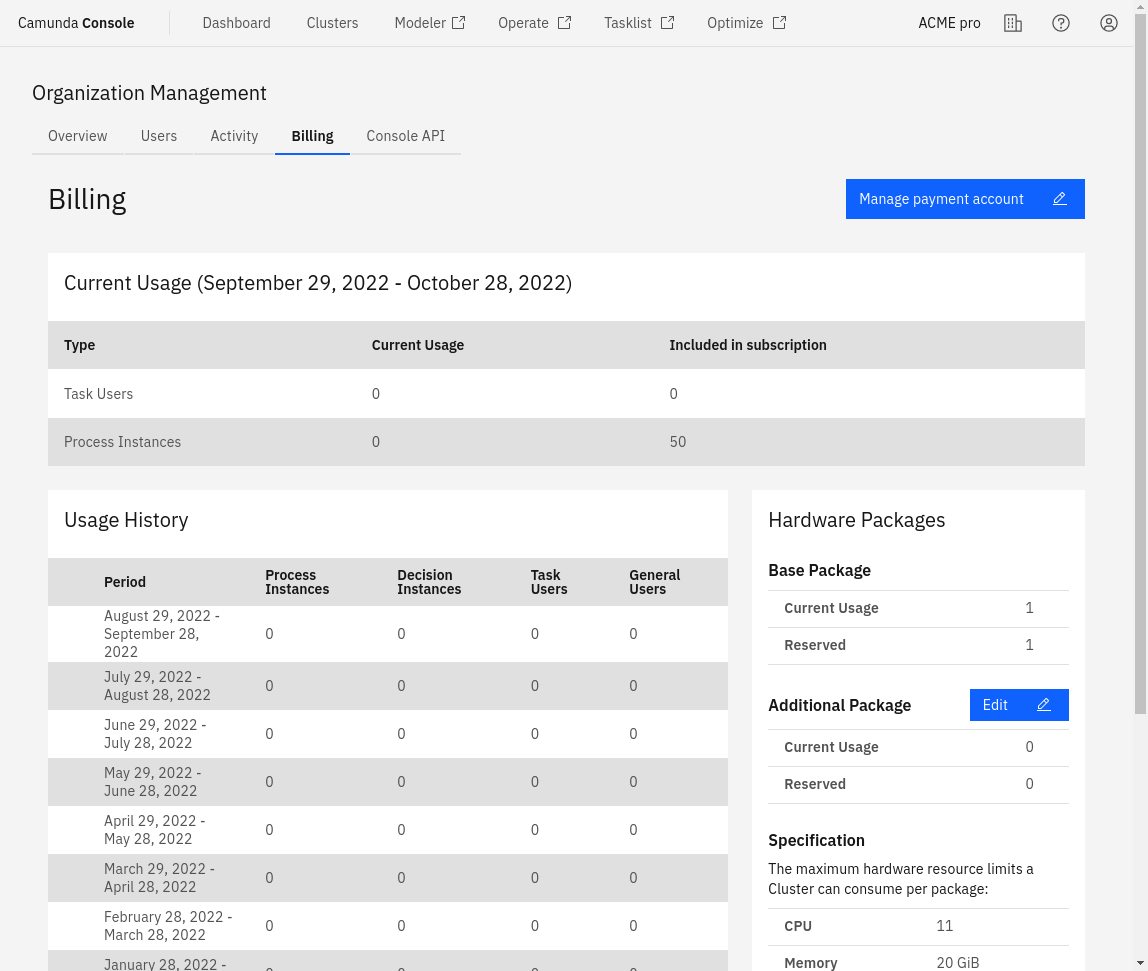 Camunda Console Dashboard Clusters Modeler Operate Tasklist Optimize ACME pro
Organization Management
Overview Users Activity Billing Console API
Billing
Manage payment account
Current Usage (September 29, 2022 - October 28, 2022)
Type Current Usage Included in subscription
Task Users 0 0
Process Instances 0 50
Usage History
Period Process Instances Decision Instances Task Users General Users
August 29, 2022 -
September 28,
2022
0 0 0 0
July 29, 2022 -
August 28, 2022
0 0 0 0
June 29, 2022 -
July 28, 2022
0 0 0 0
May 29, 2022 -
June 28, 2022
0 0 0 0
April 29, 2022 -
May 28, 2022
0 0 0 0
March 29, 2022 -
April 28, 2022
0 0 0 0
February 28, 2022 -
March 28, 2022
0 0 0 0
January 28, 2022 -
Hardware Packages
Base Package
Current Usage 1
Reserved 1
Additional Package Edit
Current Usage 0
Reserved 0
Specification
The maximum hardware resource limits a
Cluster can consume per package:
CPU 11
Memory 20 GiB